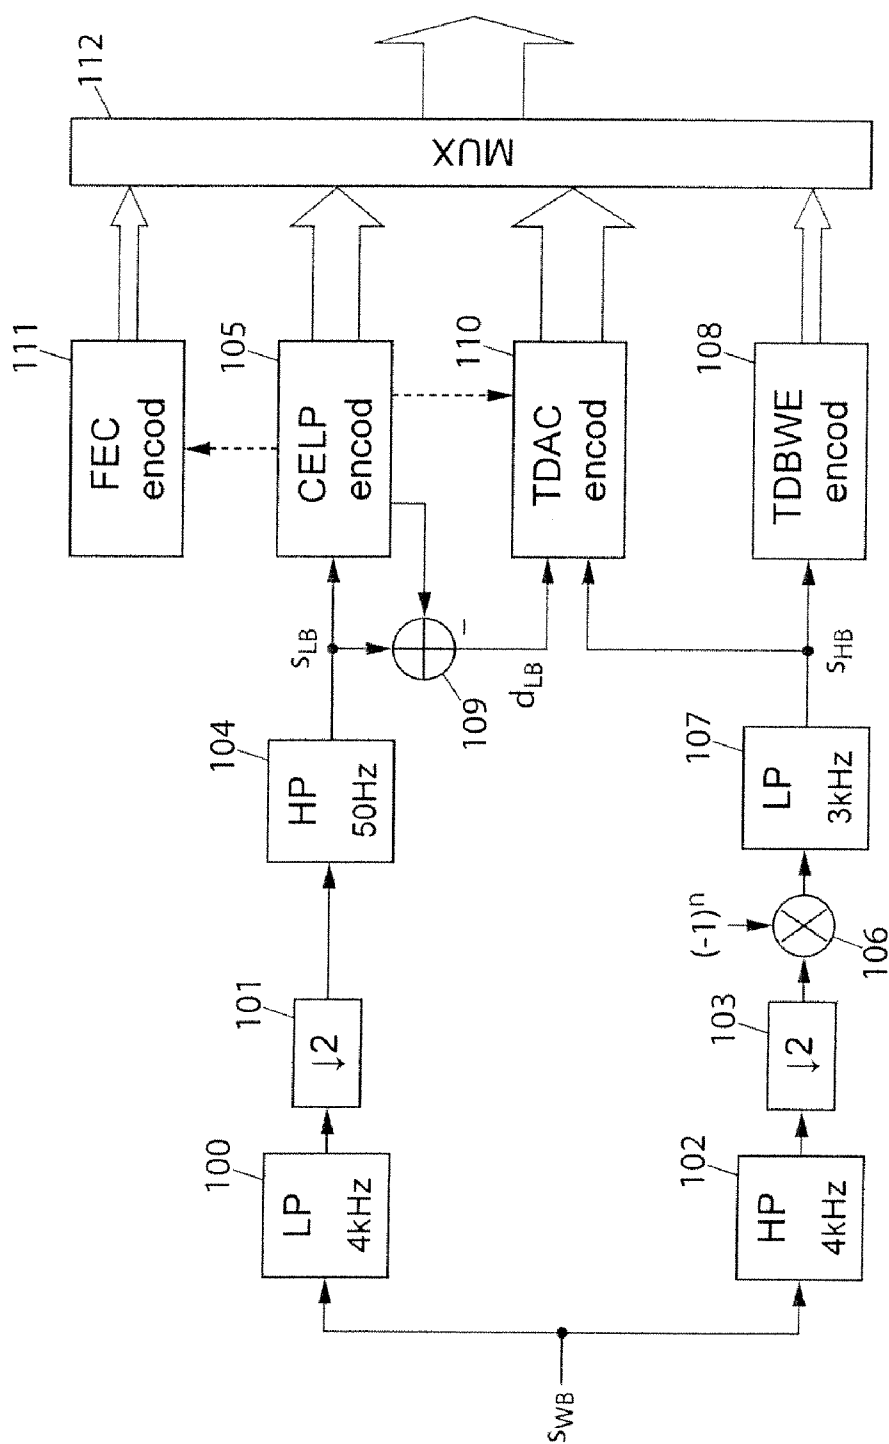 s_WB
100
LP
4kHz
101
↓2
104
HP
50Hz
s_LB
105
CELP
encod
111
FEC
encod
109
−
d_LB
110
TDAC
encod
102
HP
4kHz
103
↓2
(-1)^n
106
107
LP
3kHz
s_HB
108
TDBWE
encod
112
MUX